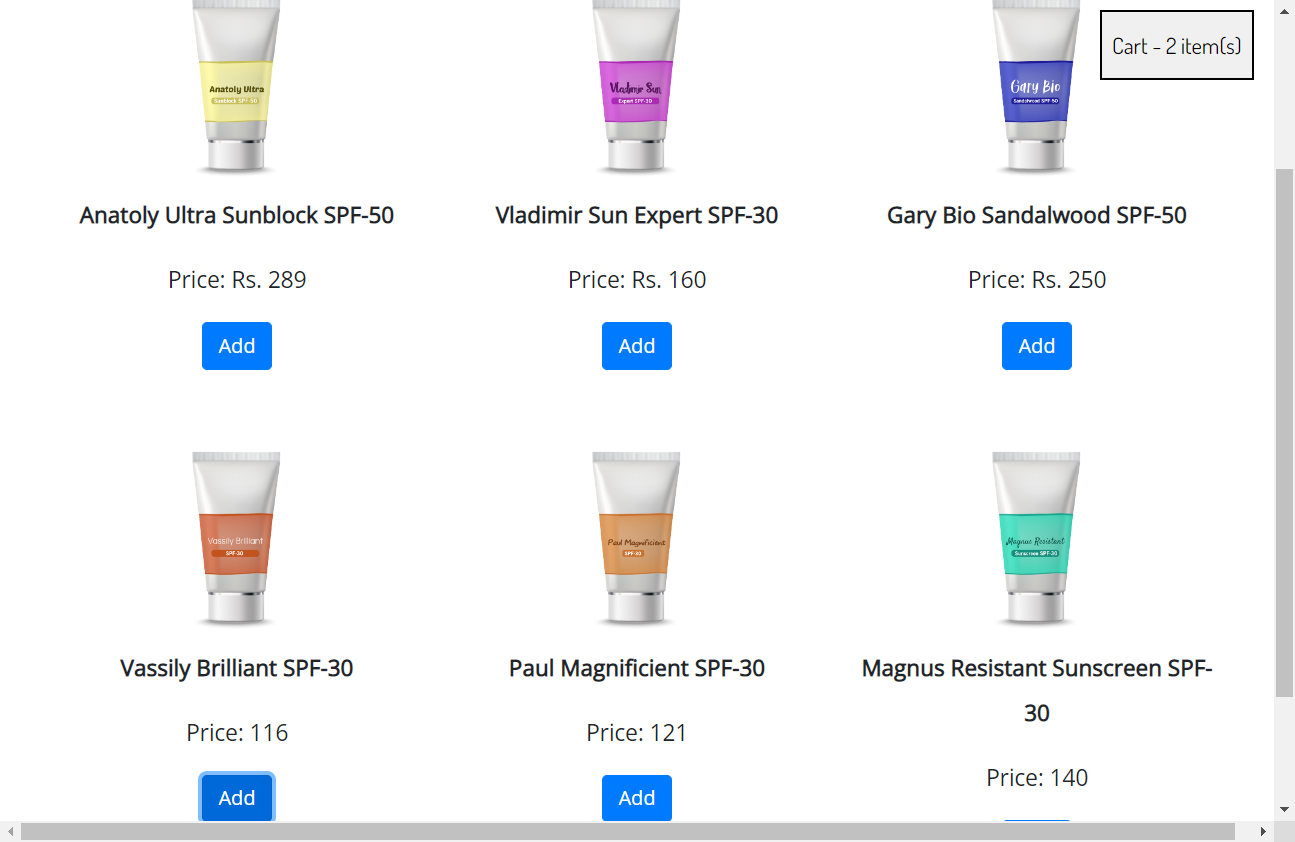 Cart - 2 item(s)
Anatoly Ultra
Sunblock SPF-50
Vladimir Sun
Expert SPF-30
Gary Bio
Sandalwood SPF-50
Anatoly Ultra Sunblock SPF-50
Vladimir Sun Expert SPF-30
Gary Bio Sandalwood SPF-50
Price: Rs. 289
Price: Rs. 160
Price: Rs. 250
Add
Add
Add
Vassily Brilliant
SPF-30
Paul Magnificient
SPF-30
Magnus Resistant
Sunscreen SPF-30
Vassily Brilliant SPF-30
Paul Magnificient SPF-30
Magnus Resistant Sunscreen SPF-
30
Price: 116
Price: 121
Price: 140
Add
Add